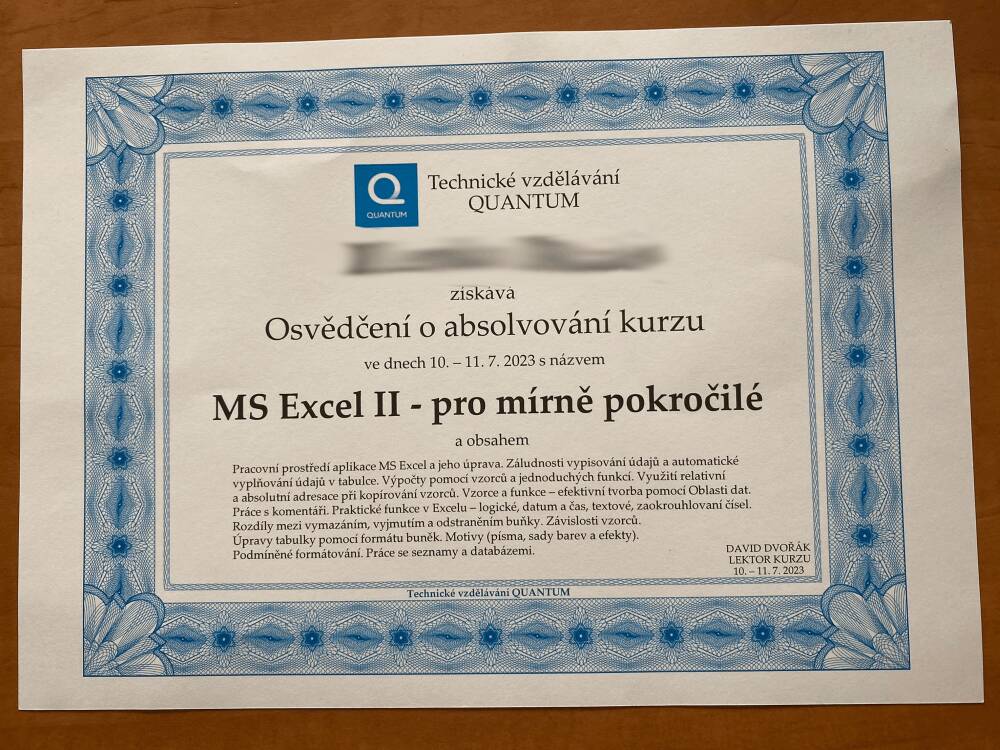 Technické vzdělávání
QUANTUM
QUANTUM
získává
Osvědčení o absolvování kurzu
ve dnech 10. – 11. 7. 2023 s názvem
MS Excel II - pro mírně pokročilé
a obsahem
Pracovní prostředí aplikace MS Excel a jeho úprava. Záludnosti vypisování údajů a automatické
vyplňování údajů v tabulce. Výpočty pomocí vzorců a jednoduchých funkcí. Využití relativní
a absolutní adresace při kopírování vzorců. Vzorce a funkce – efektivní tvorba pomocí Oblasti dat.
Práce s komentáři. Praktické funkce v Excelu – logické, datum a čas, textové, zaokrouhlovaní čísel.
Rozdíly mezi vymazáním, vyjmutím a odstraněním buňky. Závislosti vzorců.
Úpravy tabulky pomocí formátu buněk. Motivy (písma, sady barev a efekty).
Podmíněné formátování. Práce se seznamy a databázemi.
DAVID DVOŘÁK
LEKTOR KURZU
10. – 11. 7. 2023
Technické vzdělávání QUANTUM